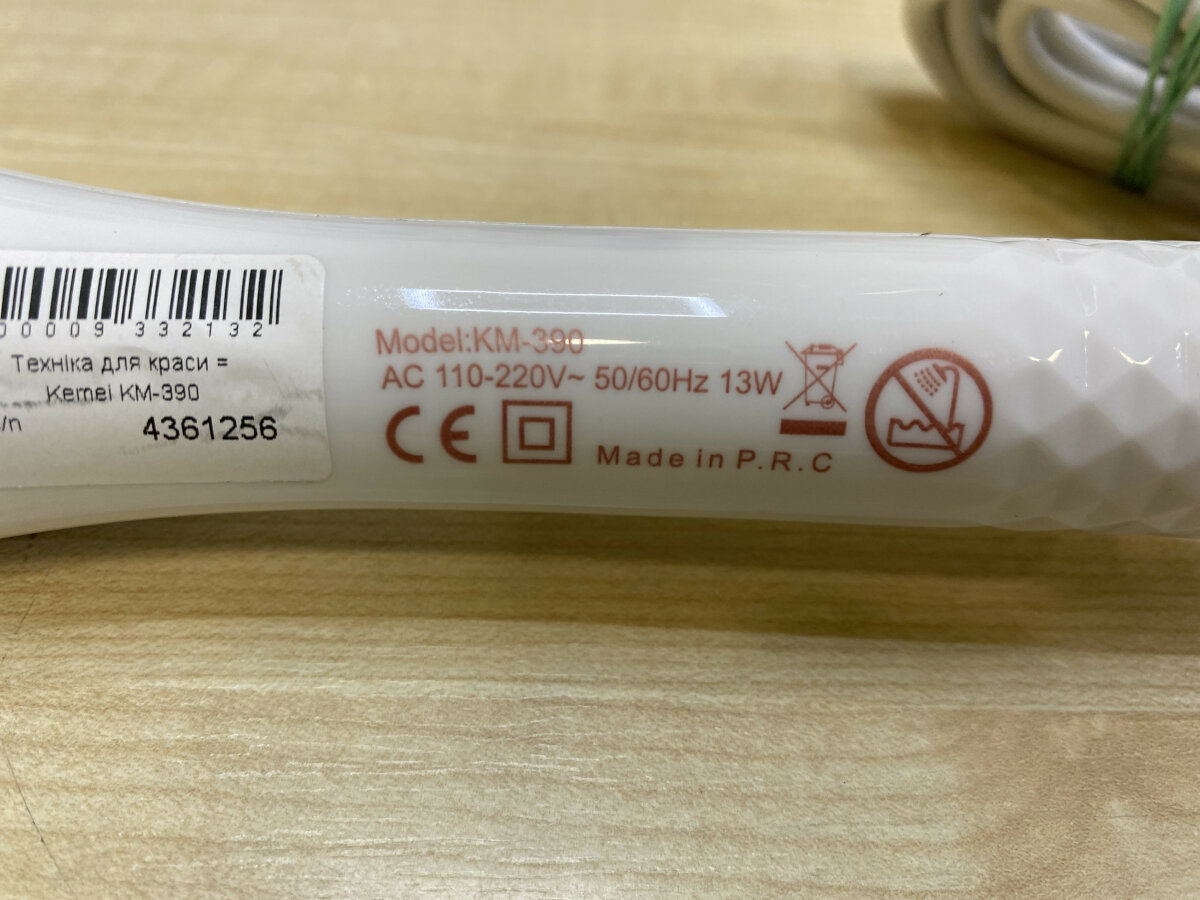 00009 332132
Техніка для краси =
Kemei KM-390
/n
4361256
Model:KM-390
AC 110-220V~ 50/60Hz 13W
CE
Made in P.R.C